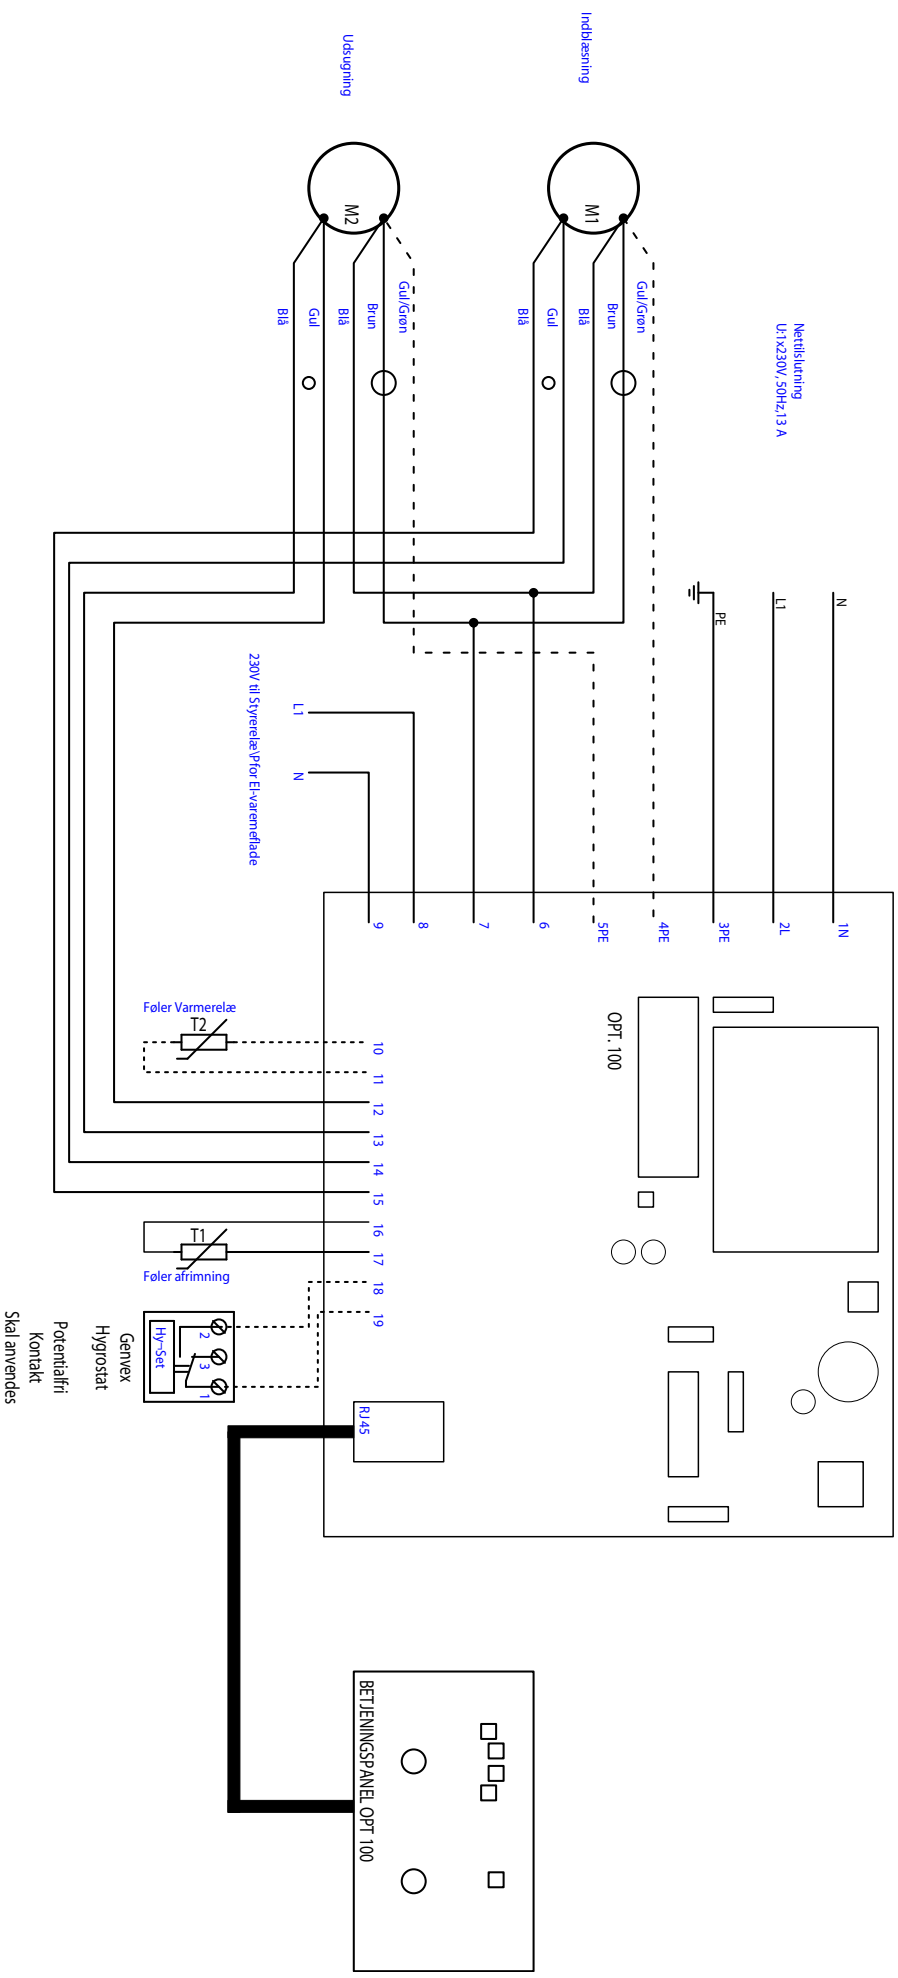 Indblæsning
Udsugning
M1
M2
Gul/Grøn
Brun
Blå
Gul
Blå
Gul/Grøn
Brun
Blå
Gul
Blå
Nettilslutning
U:1x230V, 50Hz,13 A
N
L1
PE
230V til Styrerelæ\Pfor El-varemeflade
L1
N
1N
2L
3PE
4PE
5PE
6
7
8
9
OPT. 100
Føler Varmerelæ
T2
10
11
12
13
14
15
16
17
18
19
T1
Føler afrimning
Hy¬Set
2
3
1
Genvex
Hygrostat
Potentialfri
Kontakt
Skal anvendes
RJ 45
BETJENINGSPANEL OPT 100